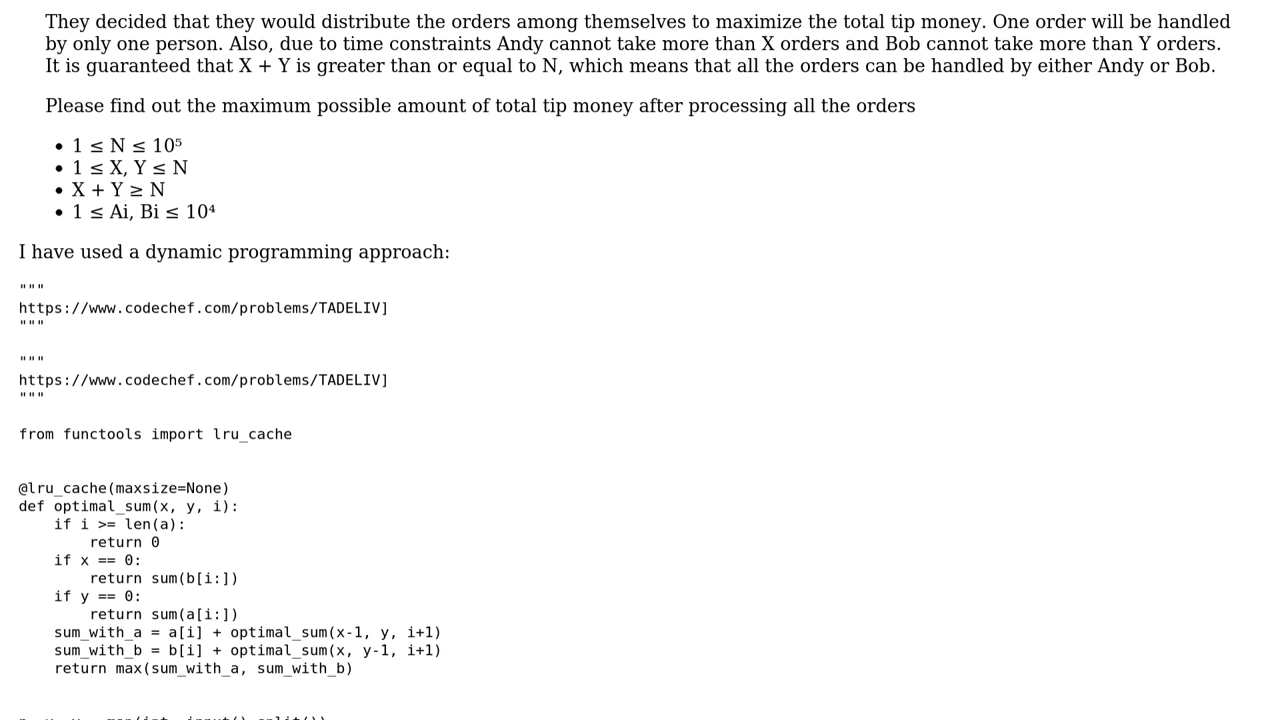 They decided that they would distribute the orders among themselves to maximize the total tip money. One order will be handled
by only one person. Also, due to time constraints Andy cannot take more than X orders and Bob cannot take more than Y orders.
It is guaranteed that X + Y is greater than or equal to N, which means that all the orders can be handled by either Andy or Bob.
Please find out the maximum possible amount of total tip money after processing all the orders
• 1 ≤ N ≤ 10⁵
• 1 ≤ X, Y ≤ N
• X + Y ≥ N
• 1 ≤ Ai, Bi ≤ 10⁴
I have used a dynamic programming approach:
"""
https://www.codechef.com/problems/TADELIV]
"""
"""
https://www.codechef.com/problems/TADELIV]
"""
from functools import lru_cache
@lru_cache(maxsize=None)
def optimal_sum(x, y, i):
    if i >= len(a):
        return 0
    if x == 0:
        return sum(b[i:])
    if y == 0:
        return sum(a[i:])
    sum_with_a = a[i] + optimal_sum(x-1, y, i+1)
    sum_with_b = b[i] + optimal_sum(x, y-1, i+1)
    return max(sum_with_a, sum_with_b)